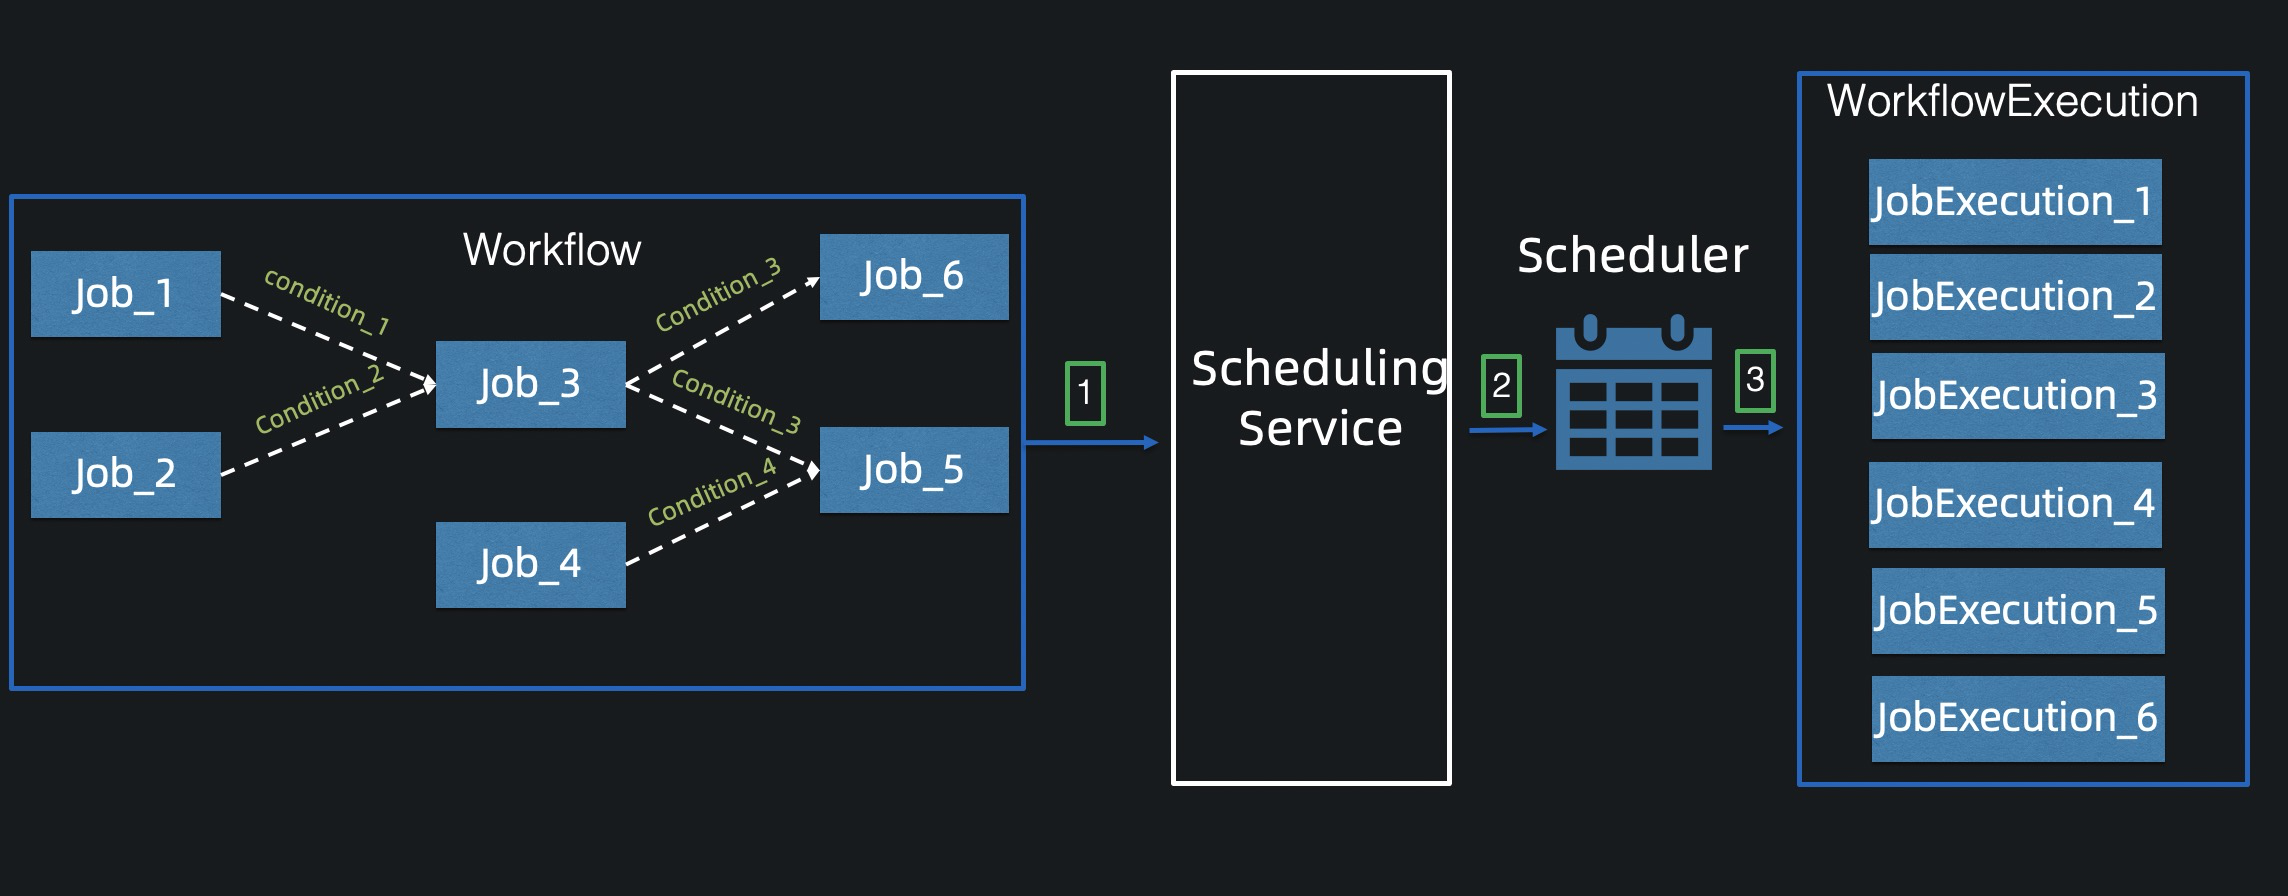 Workflow
Job_1
condition_1
Job_2
Condition_2
Job_3
Condition_3
Job_6
Condition_3
Job_5
Condition_4
Job_4
1
Scheduling
Service
2
Scheduler
3
WorkflowExecution
JobExecution_1
JobExecution_2
JobExecution_3
JobExecution_4
JobExecution_5
JobExecution_6